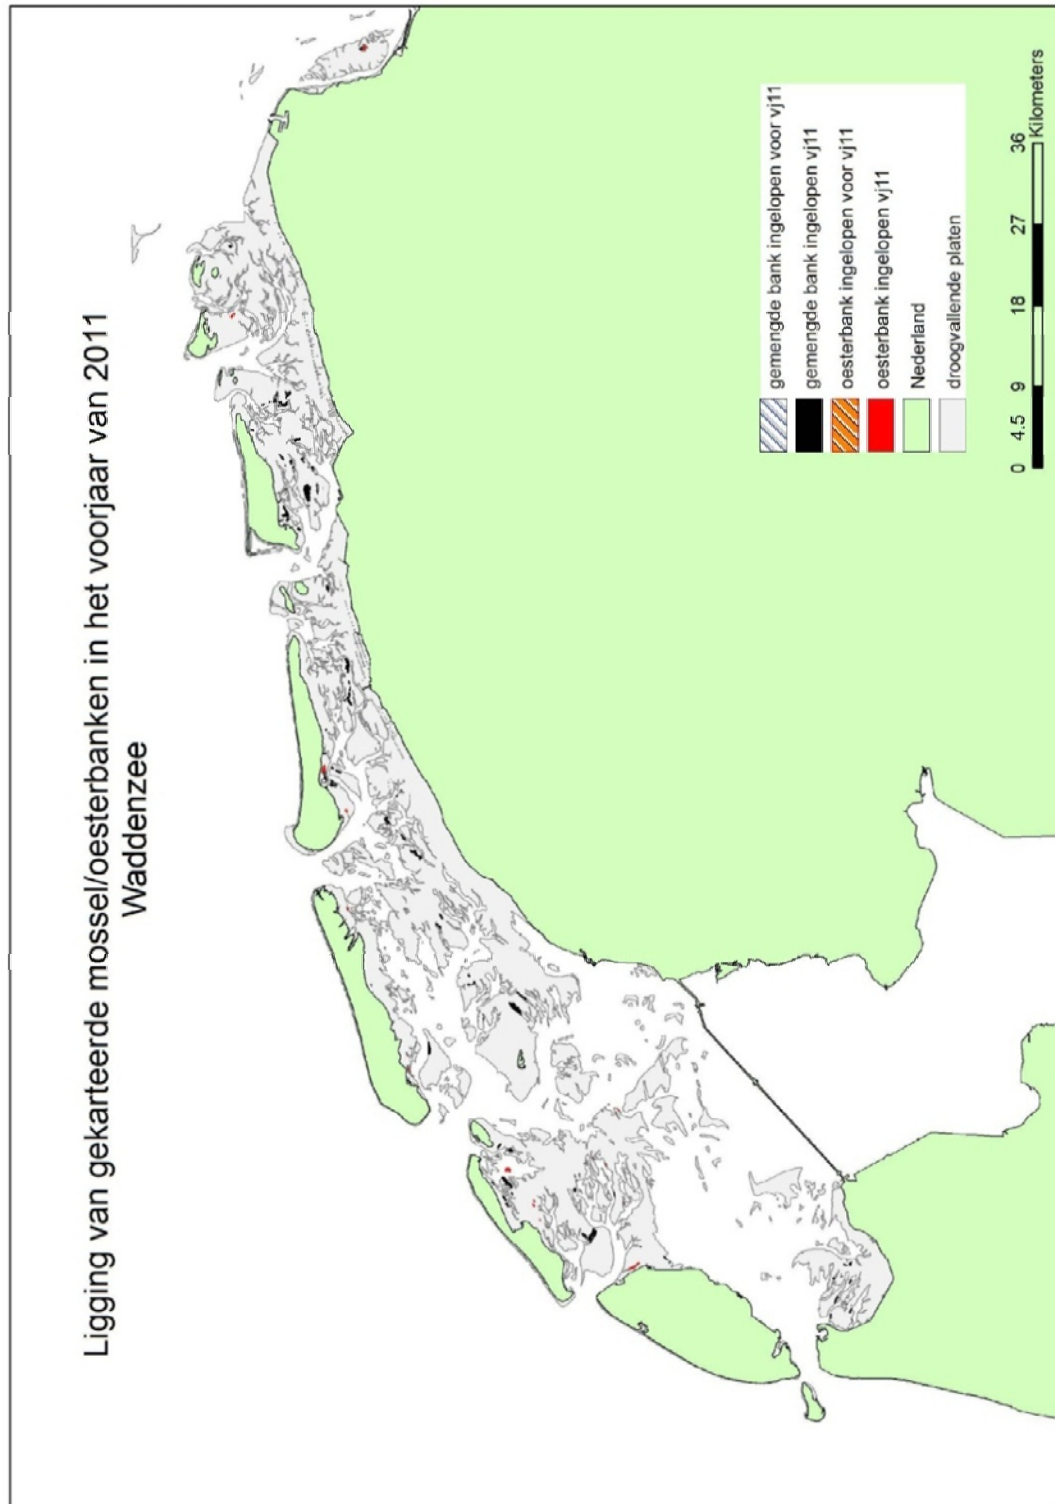 Ligging van gekarteerde mossel/oesterbanken in het voorjaar van 2011
Waddenzee
gemengde bank ingelopen voor vj11
gemengde bank ingelopen vj11
oesterbank ingelopen voor vj11
oesterbank ingelopen vj11
Nederland
droogvallende platen
0 4.5 9 18 27 36
Kilometers